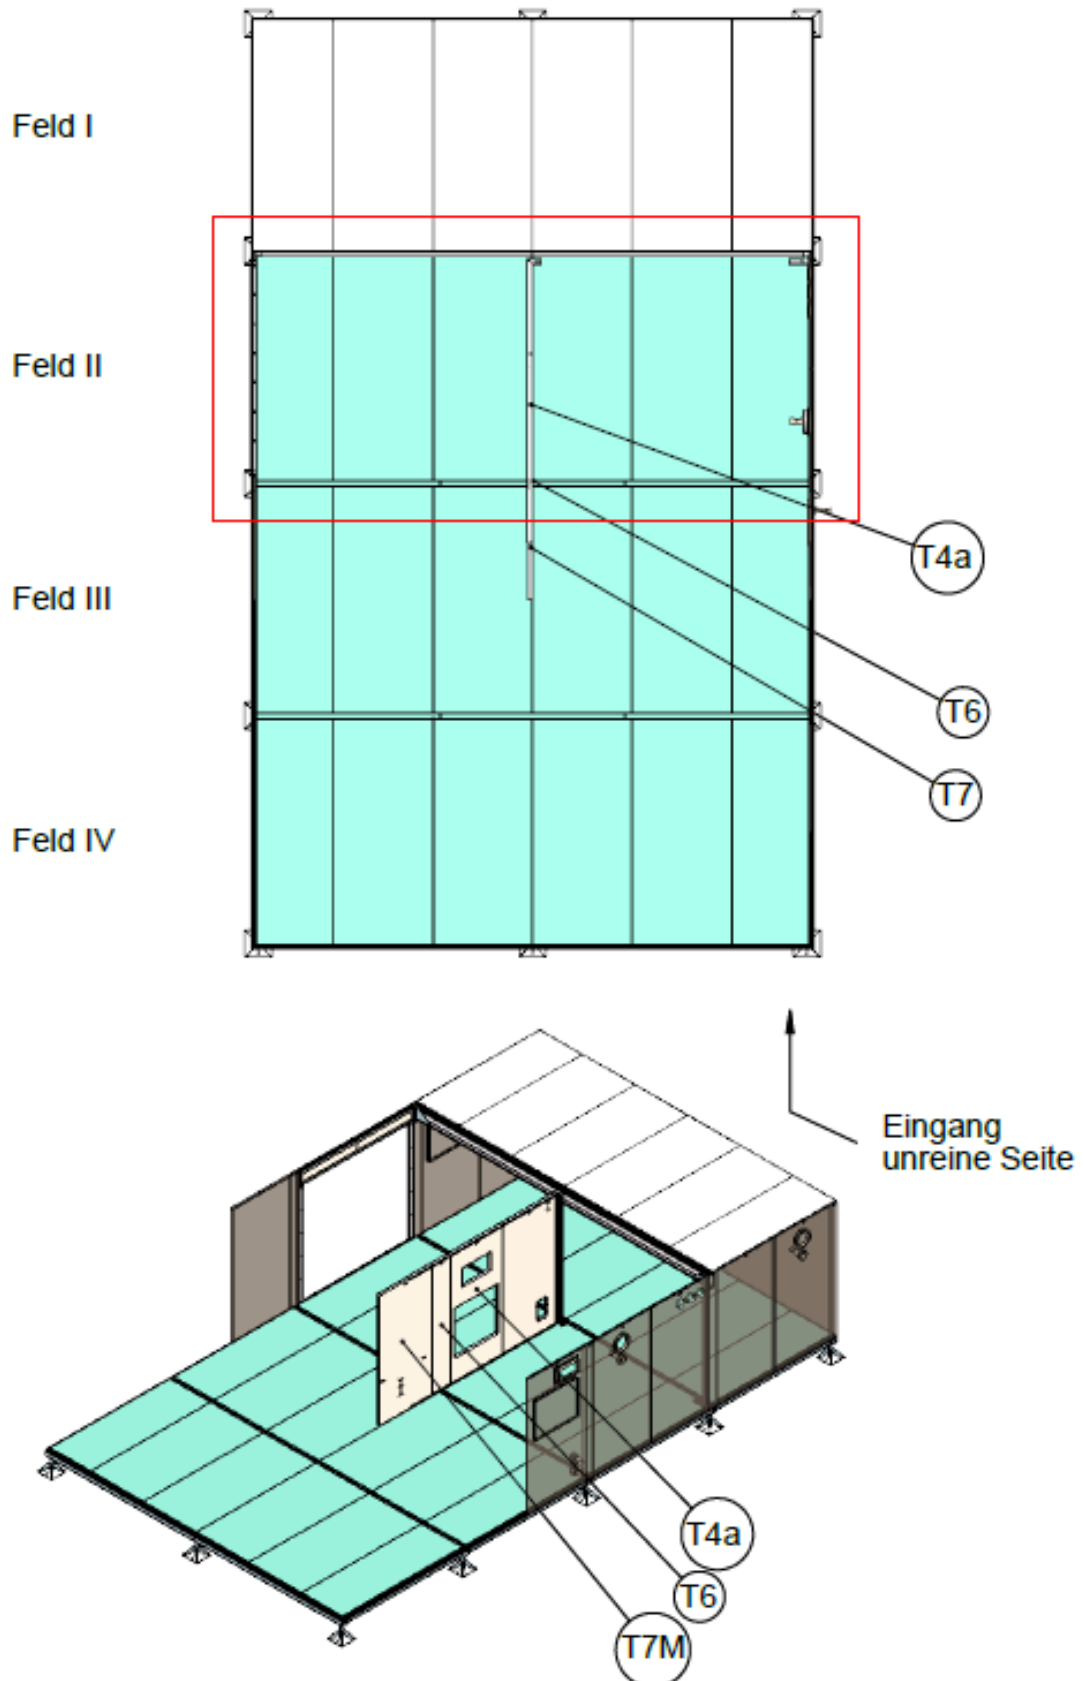 Feld I
Feld II
T4a
Feld III
T6
T7
Feld IV
Eingang
unreine Seite
T4a
T6
T7M